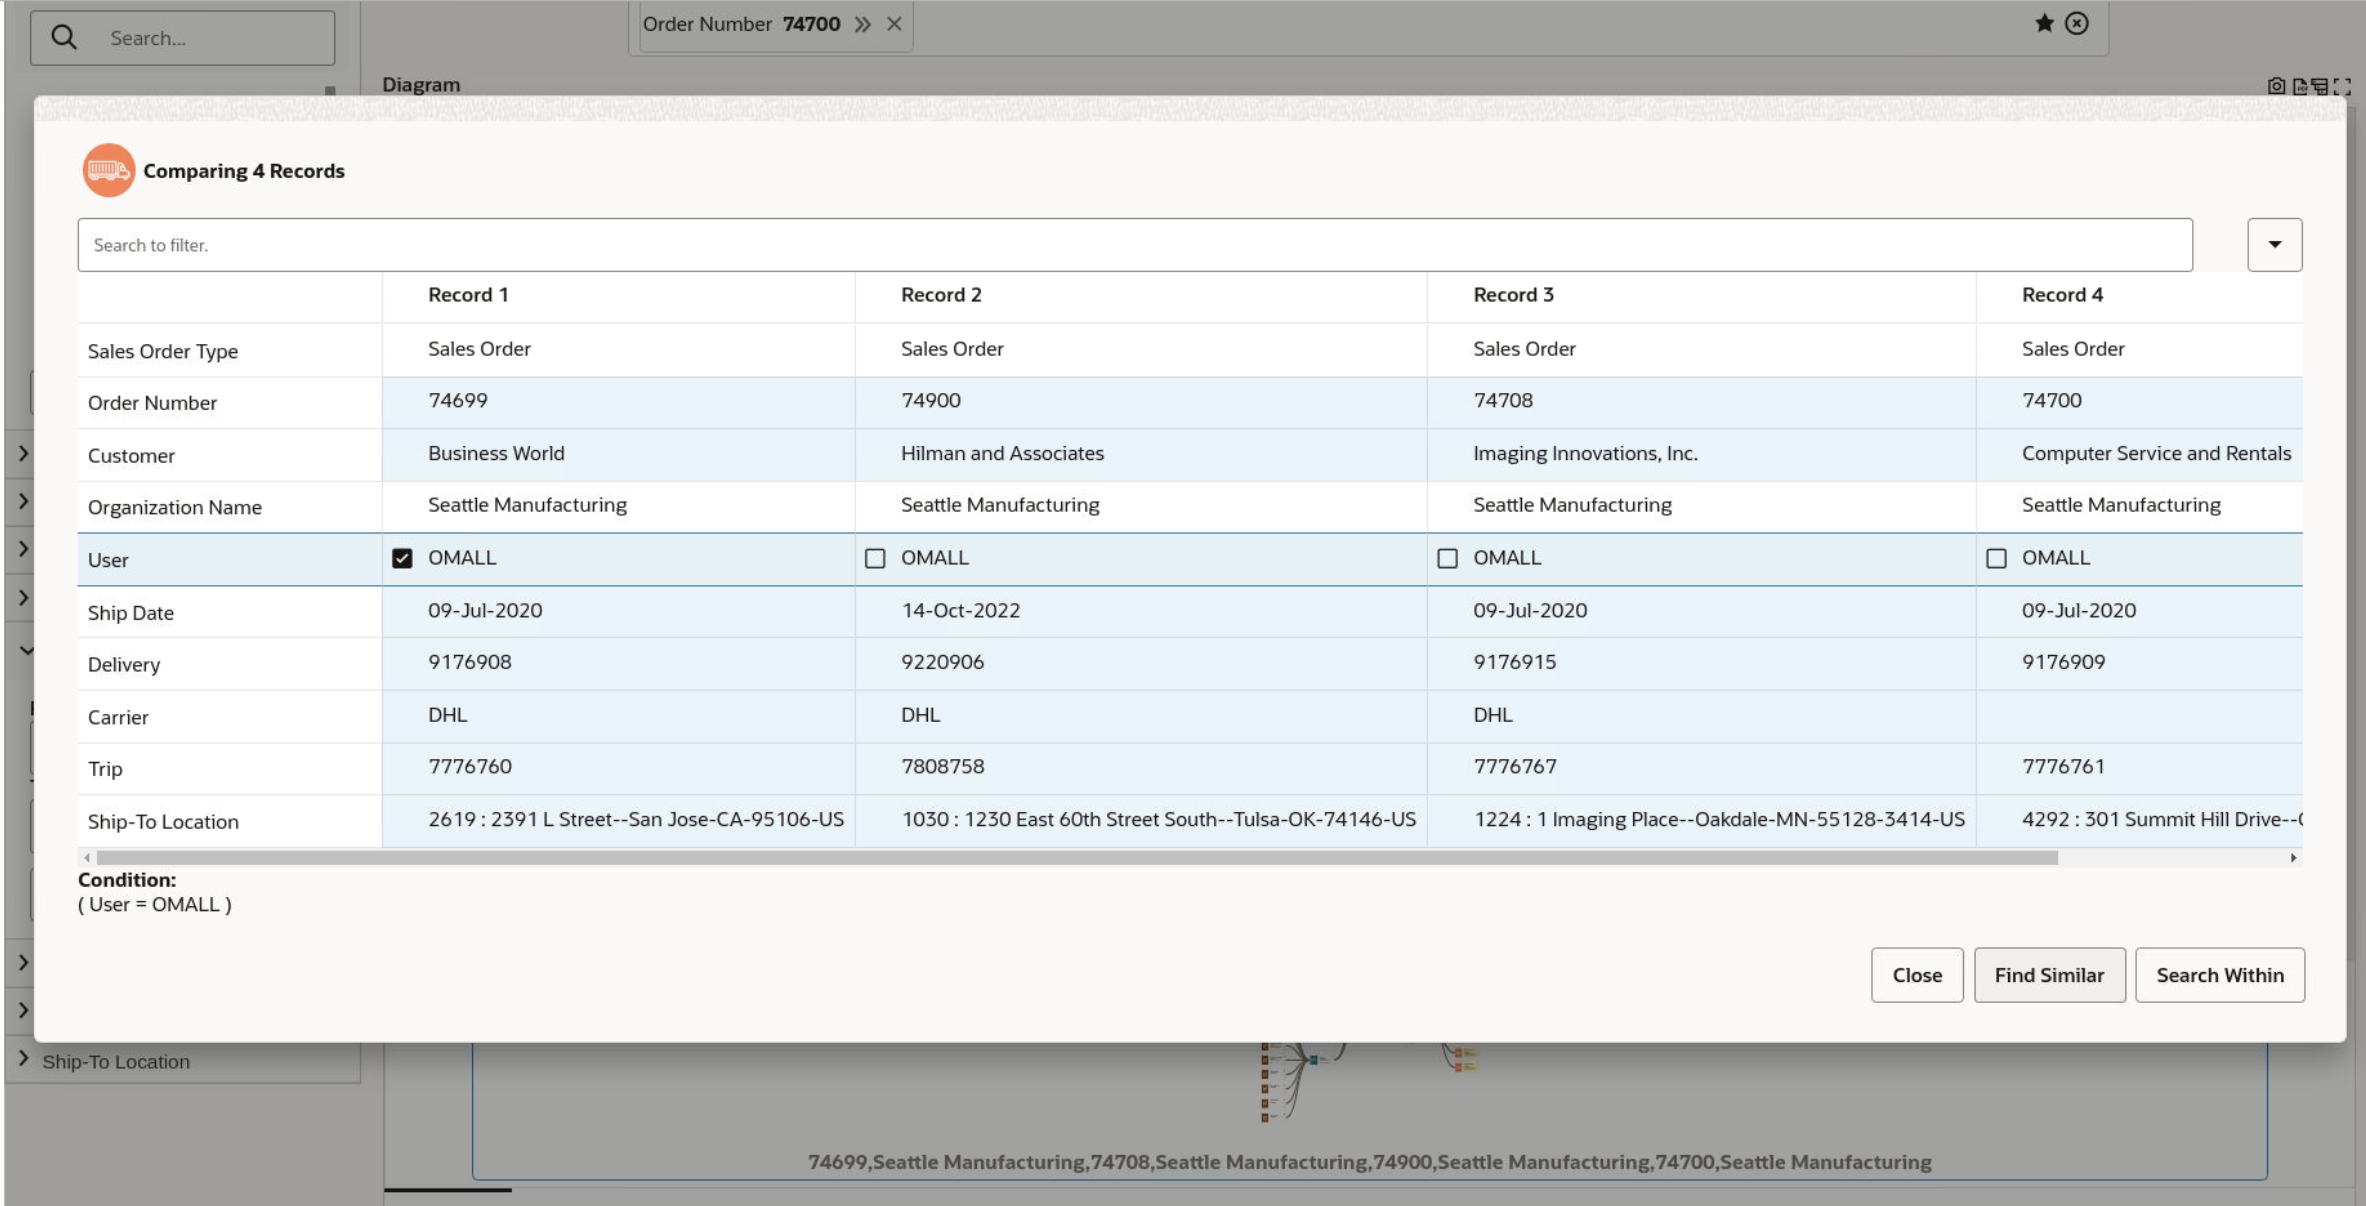 Search...
Order Number 74700
Diagram
Comparing 4 Records
Search to filter.
Record 1 Record 2 Record 3 Record 4
Sales Order Type Sales Order Sales Order Sales Order Sales Order
Order Number 74699 74900 74708 74700
Customer Business World Hilman and Associates Imaging Innovations, Inc. Computer Service and Rentals
Organization Name Seattle Manufacturing Seattle Manufacturing Seattle Manufacturing Seattle Manufacturing
User OMALL OMALL OMALL OMALL
Ship Date 09-Jul-2020 14-Oct-2022 09-Jul-2020 09-Jul-2020
Delivery 9176908 9220906 9176915 9176909
Carrier DHL DHL DHL
Trip 7776760 7808758 7776767 7776761
Ship-To Location 2619 : 2391 L Street--San Jose-CA-95106-US 1030 : 1230 East 60th Street South--Tulsa-OK-74146-US 1224 : 1 Imaging Place--Oakdale-MN-55128-3414-US 4292 : 301 Summit Hill Drive--
Condition:
( User = OMALL )
Close Find Similar Search Within
Ship-To Location
74699,Seattle Manufacturing,74708,Seattle Manufacturing,74900,Seattle Manufacturing,74700,Seattle Manufacturing